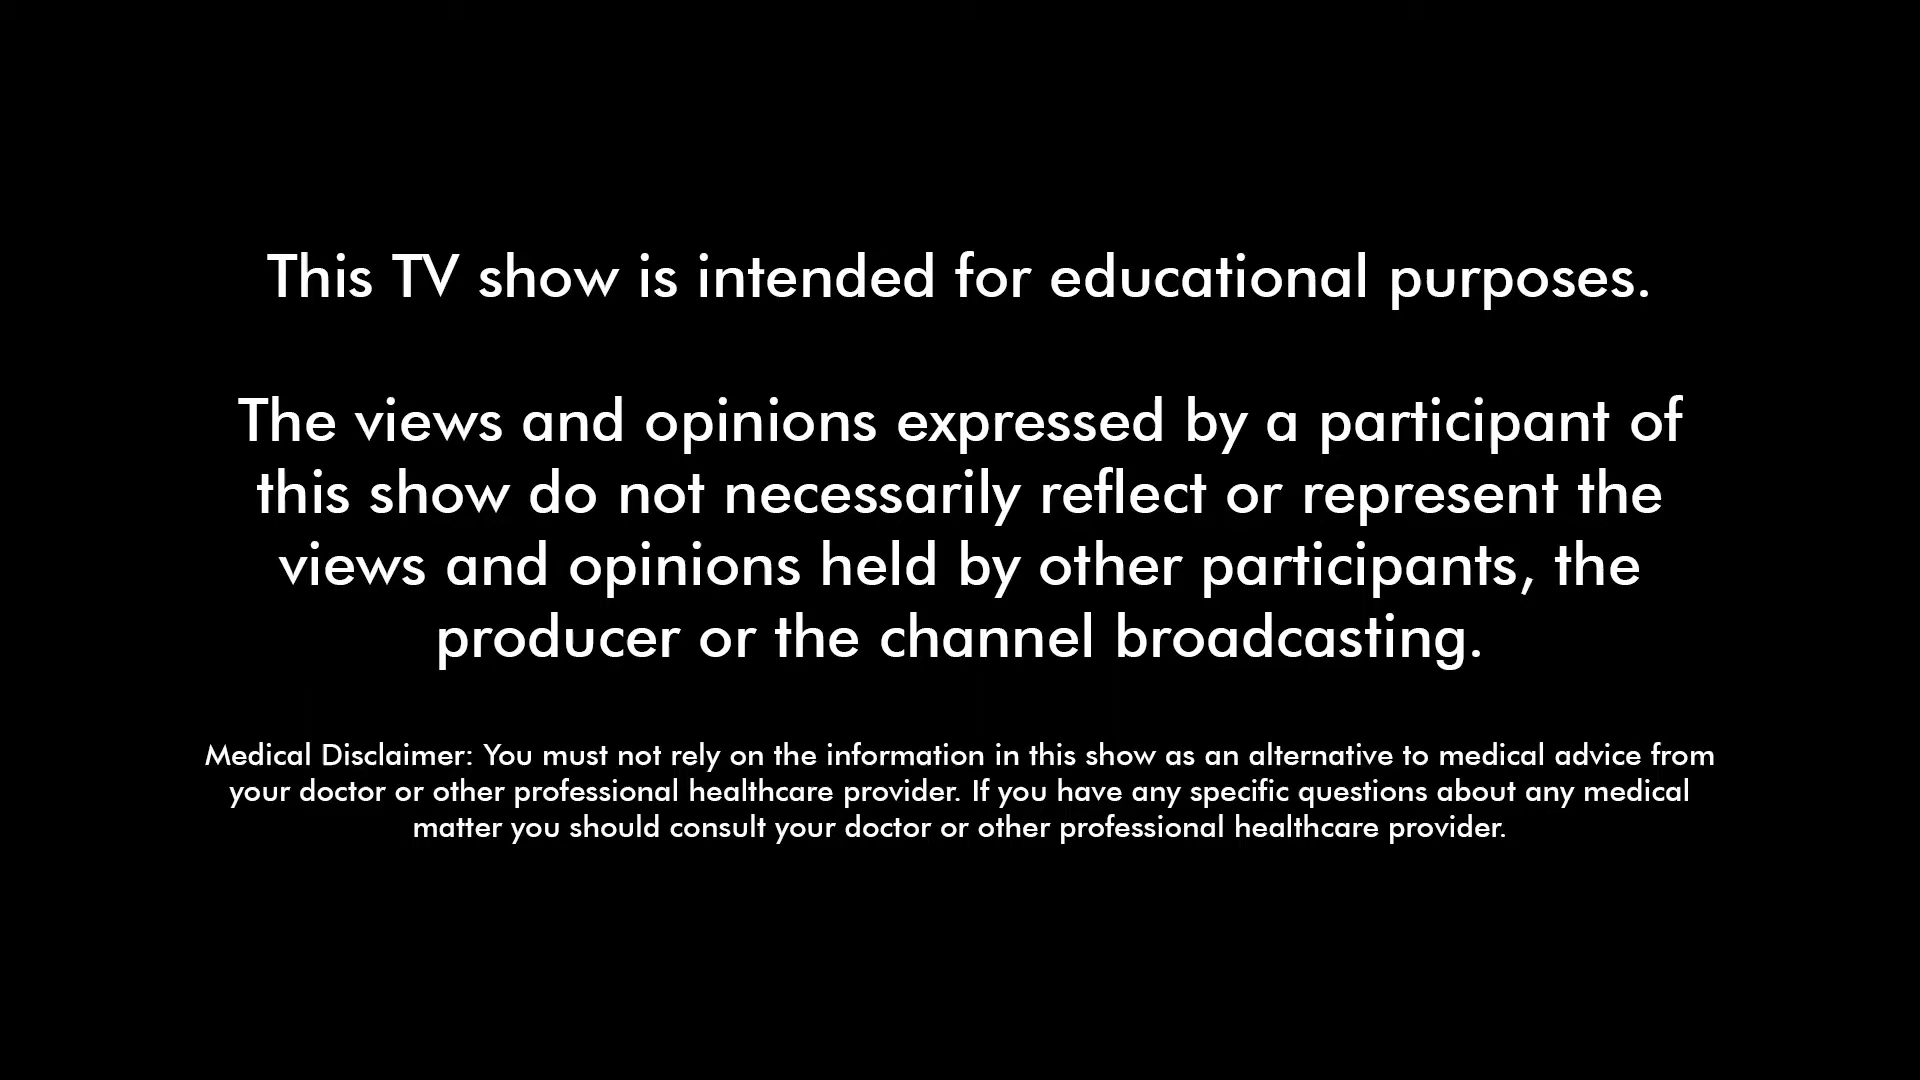 This TV show is intended for educational purposes.
The views and opinions expressed by a participant of
this show do not necessarily reflect or represent the
views and opinions held by other participants, the
producer or the channel broadcasting.
Medical Disclaimer: You must not rely on the information in this show as an alternative to medical advice from
your doctor or other professional healthcare provider. If you have any specific questions about any medical
matter you should consult your doctor or other professional healthcare provider.